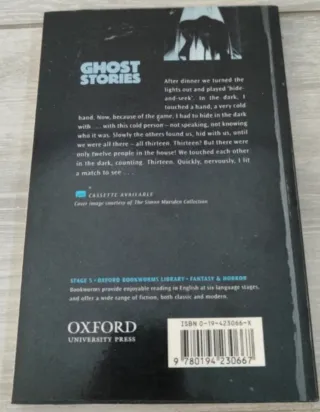 GHOST
STORIES
After dinner we turned the
lights out and played 'hide-
and-seek'. In the dark, I
touched a hand, a very cold
hand. Now, because of the game, I had to hide in the dark
with . . . with this cold person – not speaking, not knowing
who it was. Slowly the others found us, hid with us, until
we were all there – all thirteen. Thirteen? But there were
only twelve people in the house! We touched each other
in the dark, counting. Thirteen. Quickly, nervously, I lit
a match to see . . .
CASSETTE AVAILABLE
Cover image courtesy of The Simon Marsden Collection
STAGE 5 • OXFORD BOOKWORMS LIBRARY • FANTASY & HORROR
Bookworms provide enjoyable reading in English at six language stages,
and offer a wide range of fiction, both classic and modern.
OXFORD
UNIVERSITY PRESS
ISBN 0-19-423066-X
9 780194 230667